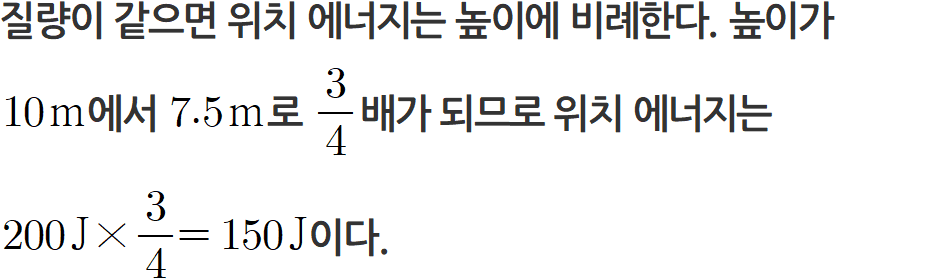 질량이 같으면 위치 에너지는 높이에 비례한다. 높이가
10 m에서 7.5 m로 3/4 배가 되므로 위치 에너지는
200 J × 3/4 = 150 J이다.